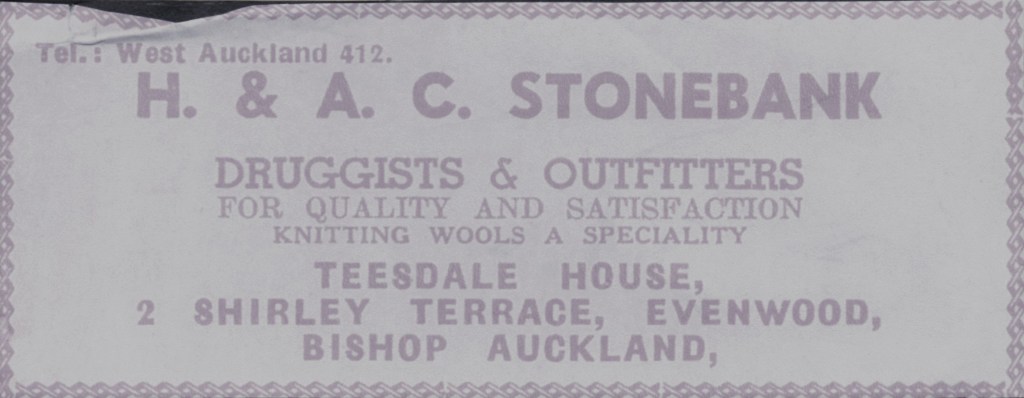 Tel.: West Auckland 412.
H. & A. C. STONEBANK
DRUGGISTS & OUTFITTERS
FOR QUALITY AND SATISFACTION
KNITTING WOOLS A SPECIALITY
TEESDALE HOUSE,
2 SHIRLEY TERRACE, EVENWOOD,
BISHOP AUCKLAND,